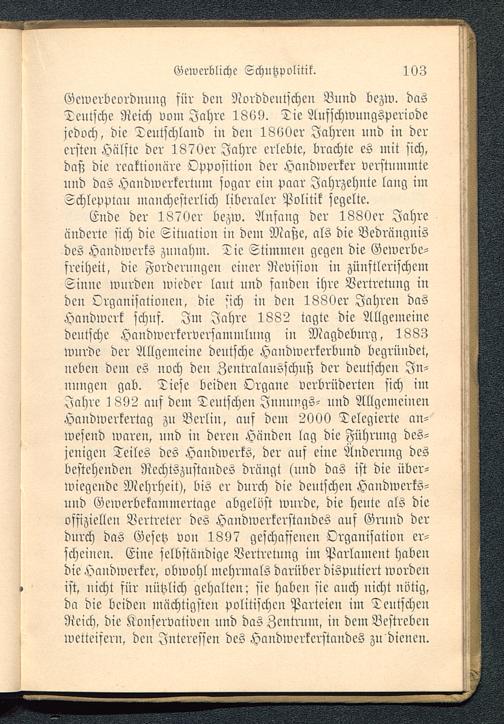 Gewerbliche Schutzpolitik. 103
Gewerbeordnung für den Norddeutschen Bund bezw. das
Deutsche Reich vom Jahre 1869. Die Aufschwungsperiode
jedoch, die Deutschland in den 1860er Jahren und in der
ersten Hälfte der 1870er Jahre erlebte, brachte es mit sich,
daß die reaktionäre Opposition der Handwerker verstummte
und das Handwerkertum sogar ein paar Jahrzehnte lang im
Schlepptau manchesterlich liberaler Politik segelte.
Ende der 1870er bezw. Anfang der 1880er Jahre
änderte sich die Situation in dem Maße, als die Bedrängnis
des Handwerks zunahm. Die Stimmen gegen die Gewerbe-
freiheit, die Forderungen einer Revision in zünftlerischem
Sinne wurden wieder laut und fanden ihre Vertretung in
den Organisationen, die sich in den 1880er Jahren das
Handwerk schuf. Im Jahre 1882 tagte die Allgemeine
deutsche Handwerkerversammlung in Magdeburg, 1883
wurde der Allgemeine deutsche Handwerkerbund begründet,
neben dem es noch den Zentralausschuß der deutschen In-
nungen gab. Diese beiden Organe verbrüderten sich im
Jahre 1892 auf dem Deutschen Innungs- und Allgemeinen
Handwerkertag zu Berlin, auf dem 2000 Delegierte an-
wesend waren, und in deren Händen lag die Führung des-
jenigen Teiles des Handwerks, der auf eine Änderung des
bestehenden Rechtszustandes drängt (und das ist die über-
wiegende Mehrheit), bis er durch die deutschen Handwerks-
und Gewerbekammertage abgelöst wurde, die heute als die
offiziellen Vertreter des Handwerkerstandes auf Grund der
durch das Gesetz von 1897 geschaffenen Organisation er-
scheinen. Eine selbständige Vertretung im Parlament haben
die Handwerker, obwohl mehrmals darüber disputiert worden
ist, nicht für nützlich gehalten; sie haben sie auch nicht nötig,
da die beiden mächtigsten politischen Parteien im Deutschen
Reich, die Konservativen und das Zentrum, in dem Bestreben
wetteifern, den Interessen des Handwerkerstandes zu dienen.